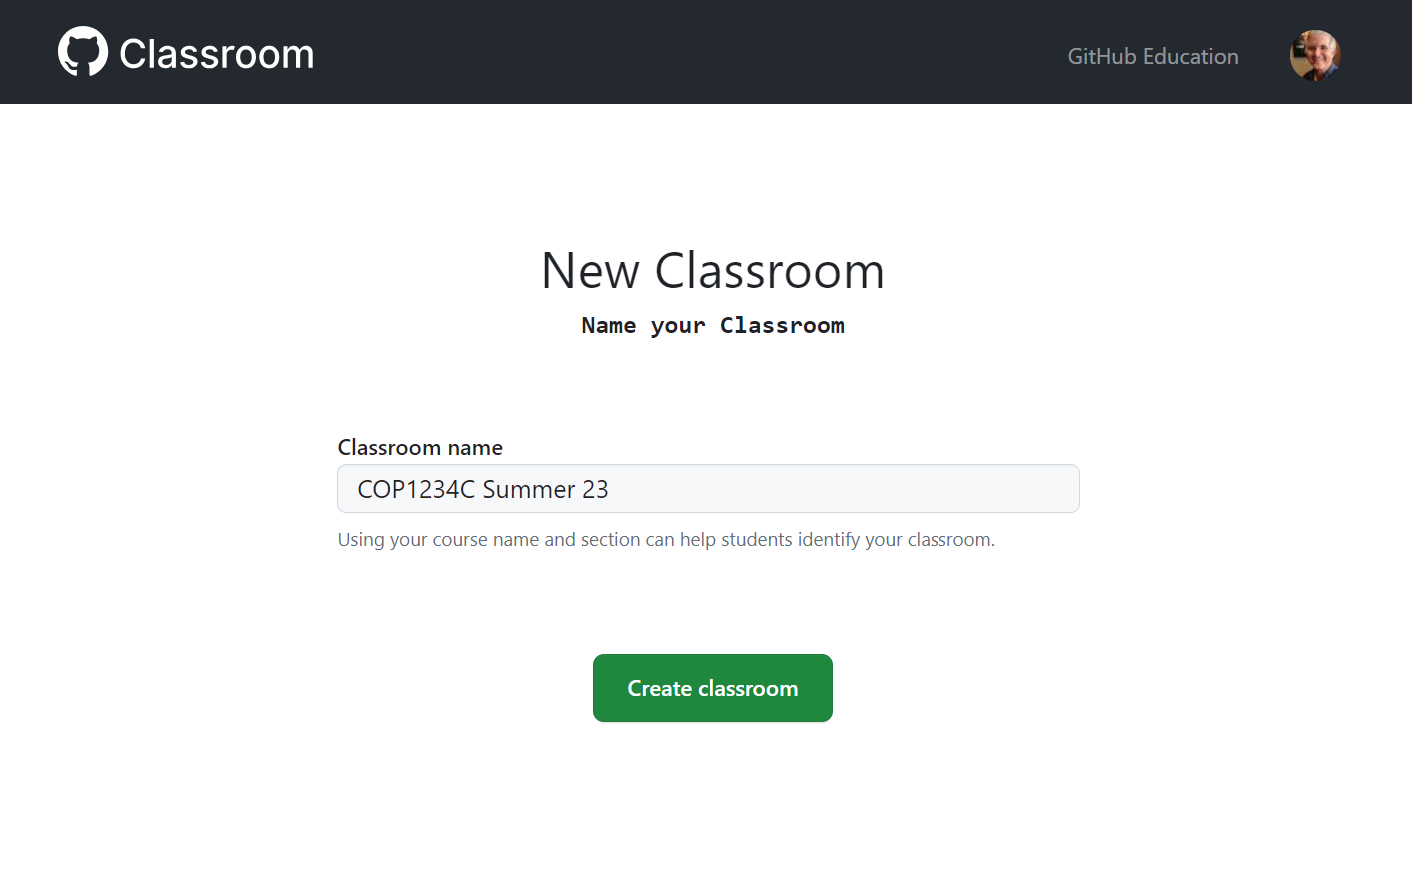 Classroom
GitHub Education
New Classroom
Name your Classroom
Classroom name
COP1234C Summer 23
Using your course name and section can help students identify your classroom.
Create classroom